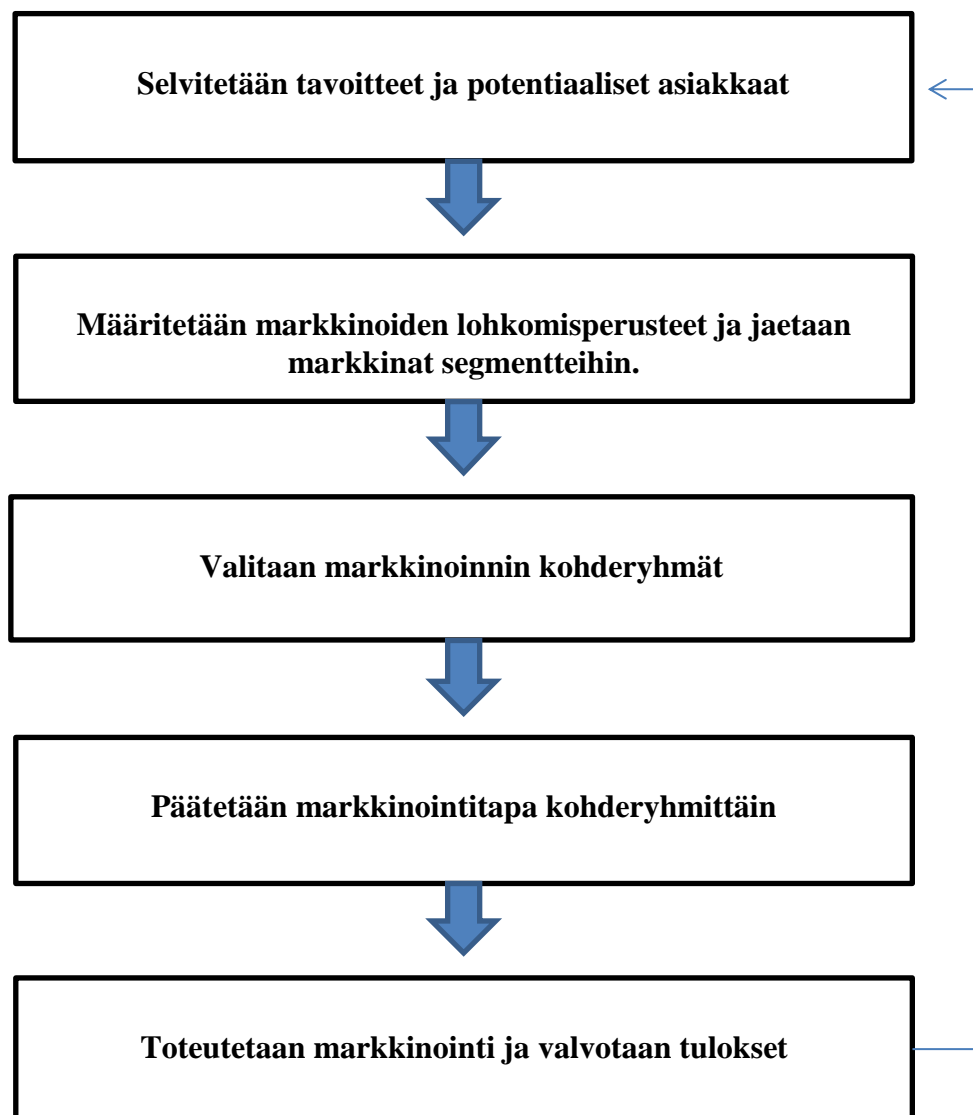 Selvitetään tavoitteet ja potentiaaliset asiakkaat
Määritetään markkinoiden lohkomisperusteet ja jaetaan
markkinat segmentteihin.
Valitaan markkinoinnin kohderyhmät
Päätetään markkinointitapa kohderyhmittäin
Toteutetaan markkinointi ja valvotaan tulokset